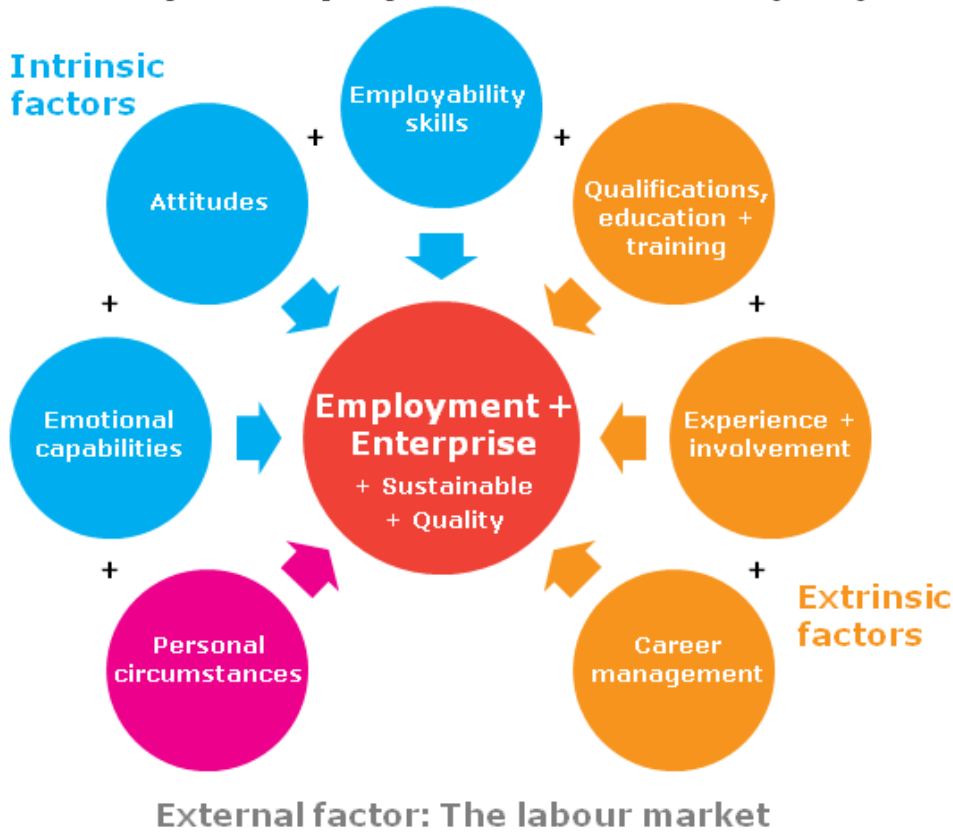 Intrinsic
factors
Employability
skills
+
+
Attitudes
Qualifications,
education +
training
+
+
Employment +
Enterprise
+ Sustainable
+ Quality
Emotional
capabilities
Experience +
involvement
+
+
Personal
circumstances
Career
management
Extrinsic
factors
External factor: The labour market